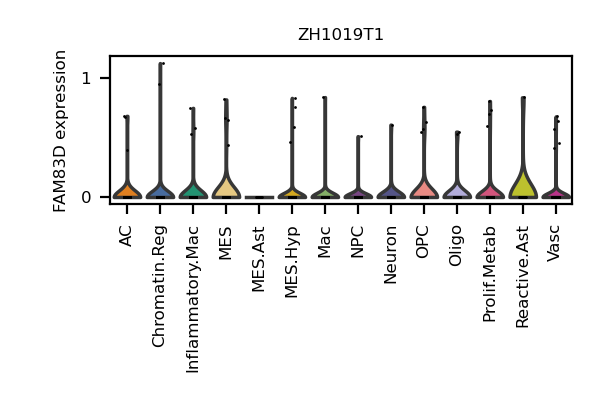 ZH1019T1
FAM83D expression
1
0
AC
Chromatin.Reg
Inflammatory.Mac
MES
MES.Ast
MES.Hyp
Mac
NPC
Neuron
OPC
Oligo
Prolif.Metab
Reactive.Ast
Vasc